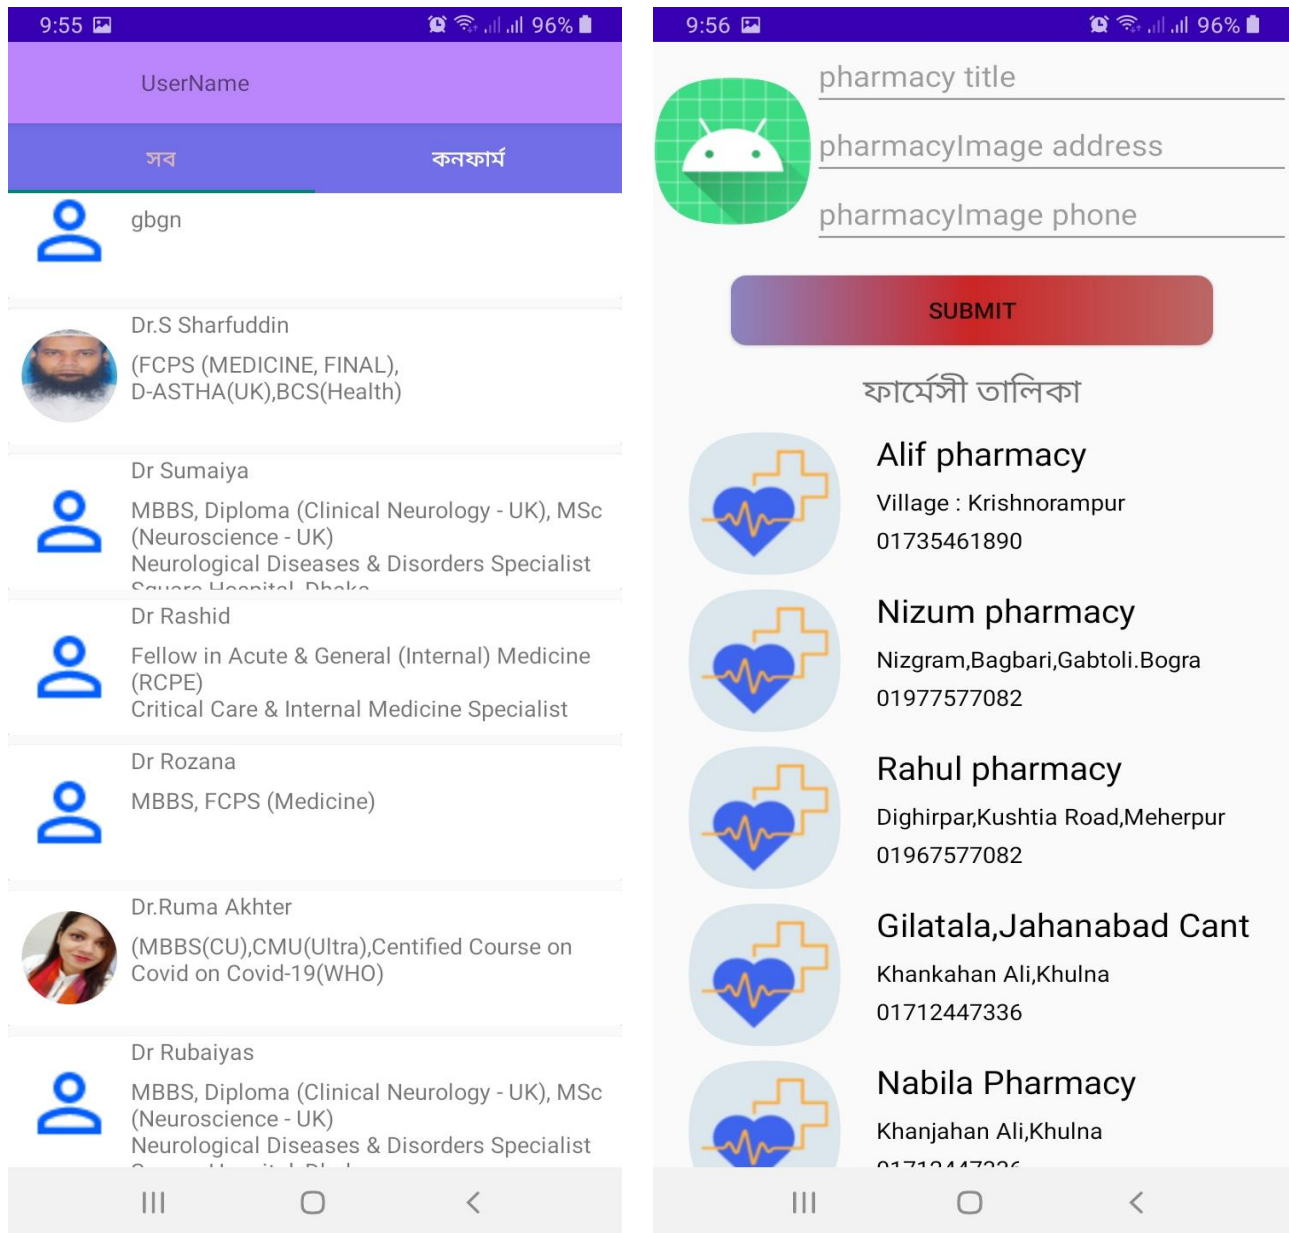 9:55
96%
UserName
সব
কনফার্ম
gbgn
Dr.S Sharfuddin
(FCPS (MEDICINE, FINAL),
D-ASTHA(UK),BCS(Health)
Dr Sumaiya
MBBS, Diploma (Clinical Neurology - UK), MSc
(Neuroscience - UK)
Neurological Diseases & Disorders Specialist
Square Hospital, Dhaka
Dr Rashid
Fellow in Acute & General (Internal) Medicine
(RCPE)
Critical Care & Internal Medicine Specialist
Dr Rozana
MBBS, FCPS (Medicine)
Dr.Ruma Akhter
(MBBS(CU),CMU(Ultra),Centified Course on
Covid on Covid-19(WHO)
Dr Rubaiyas
MBBS, Diploma (Clinical Neurology - UK), MSc
(Neuroscience - UK)
Neurological Diseases & Disorders Specialist
9:56
96%
pharmacy title
pharmacyImage address
pharmacyImage phone
SUBMIT
ফার্মেসী তালিকা
Alif pharmacy
Village : Krishnorampur
01735461890
Nizum pharmacy
Nizgram,Bagbari,Gabtoli.Bogra
01977577082
Rahul pharmacy
Dighirpar,Kushtia Road,Meherpur
01967577082
Gilatala,Jahanabad Cant
Khankahan Ali,Khulna
01712447336
Nabila Pharmacy
Khanjahan Ali,Khulna
01712447336